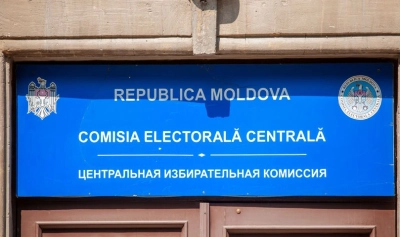 REPUBLICA MOLDOVA
COMISIA ELECTORALĂ CENTRALĂ
ЦЕНТРАЛЬНАЯ ИЗБИРАТЕЛЬНАЯ КОМИССИЯ